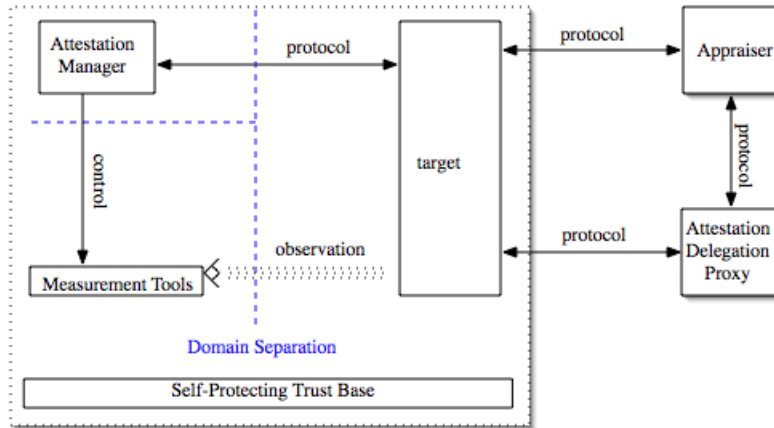 Attestation
Manager
protocol
protocol
Appraiser
control
protocol
target
observation
protocol
Attestation
Delegation
Proxy
Measurement Tools
Domain Separation
Self-Protecting Trust Base